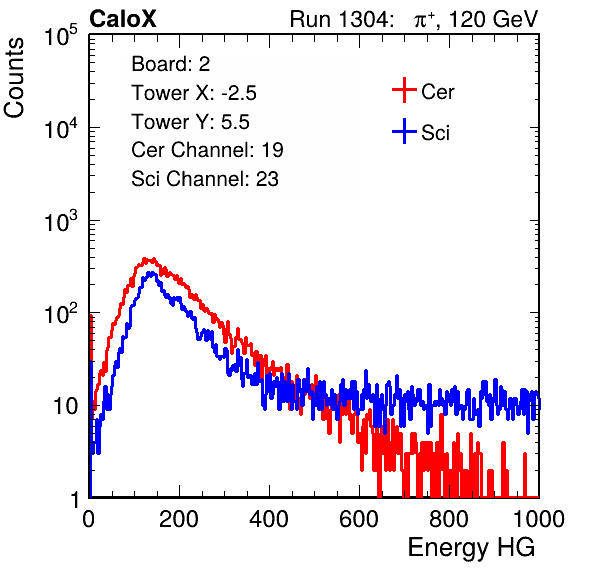 CaloX Run 1304: π⁺, 120 GeV
Counts
Board: 2
Tower X: -2.5
Tower Y: 5.5
Cer Channel: 19
Sci Channel: 23
Cer
Sci
10⁵
10⁴
10³
10²
10
1
0 200 400 600 800 1000
Energy HG